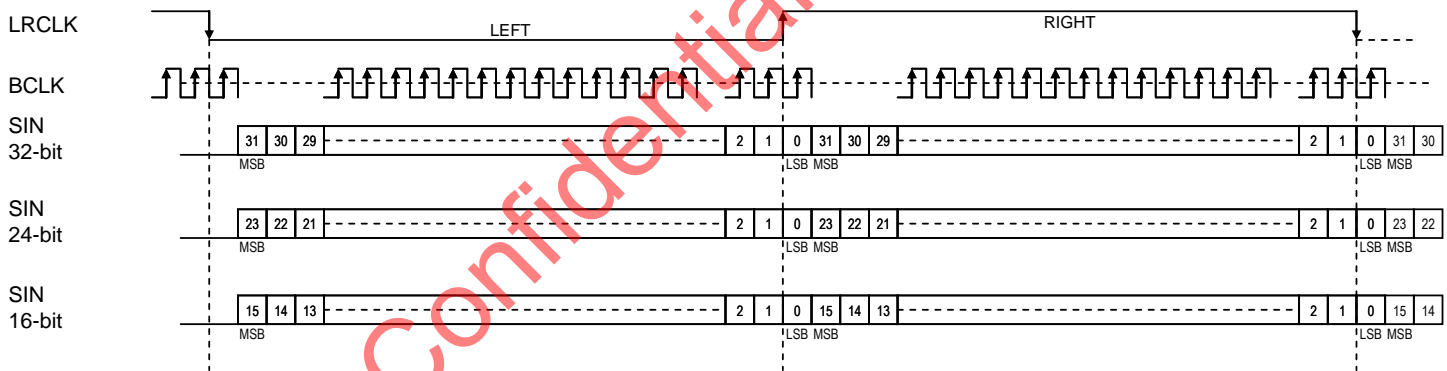 LRCLK
LEFT
RIGHT
BCLK
SIN
32-bit
31 30 29 2 1 0 31 30 29 2 1 0 31 30
MSB LSB MSB LSB MSB
SIN
24-bit
23 22 21 2 1 0 23 22 21 2 1 0 23 22
MSB LSB MSB LSB MSB
SIN
16-bit
15 14 13 2 1 0 15 14 13 2 1 0 15 14
MSB LSB MSB LSB MSB
Confidential